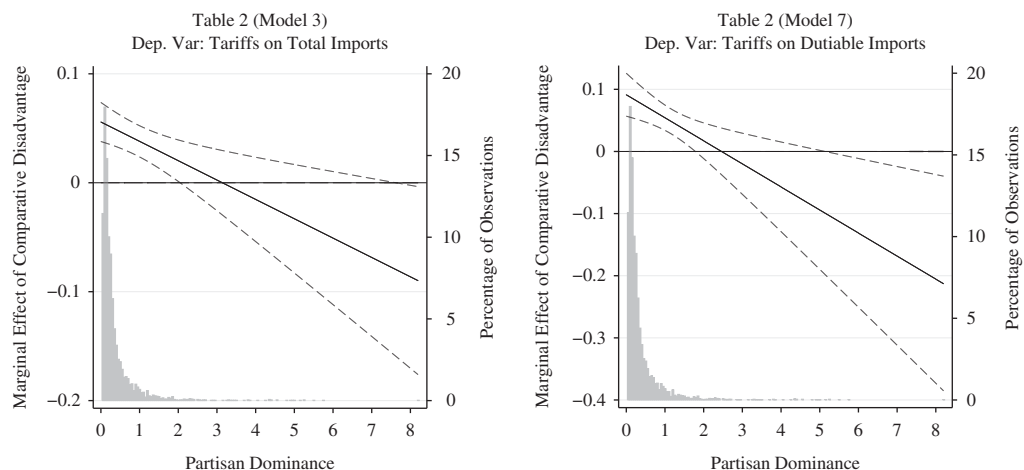 Table 2 (Model 3)
Dep. Var: Tariffs on Total Imports
Marginal Effect of Comparative Disadvantage
0.1
0
−0.1
−0.2
20
15
10
5
0
Percentage of Observations
0 1 2 3 4 5 6 7 8
Partisan Dominance
Table 2 (Model 7)
Dep. Var: Tariffs on Dutiable Imports
Marginal Effect of Comparative Disadvantage
0.1
0
−0.1
−0.2
−0.3
−0.4
20
15
10
5
0
Percentage of Observations
0 1 2 3 4 5 6 7 8
Partisan Dominance